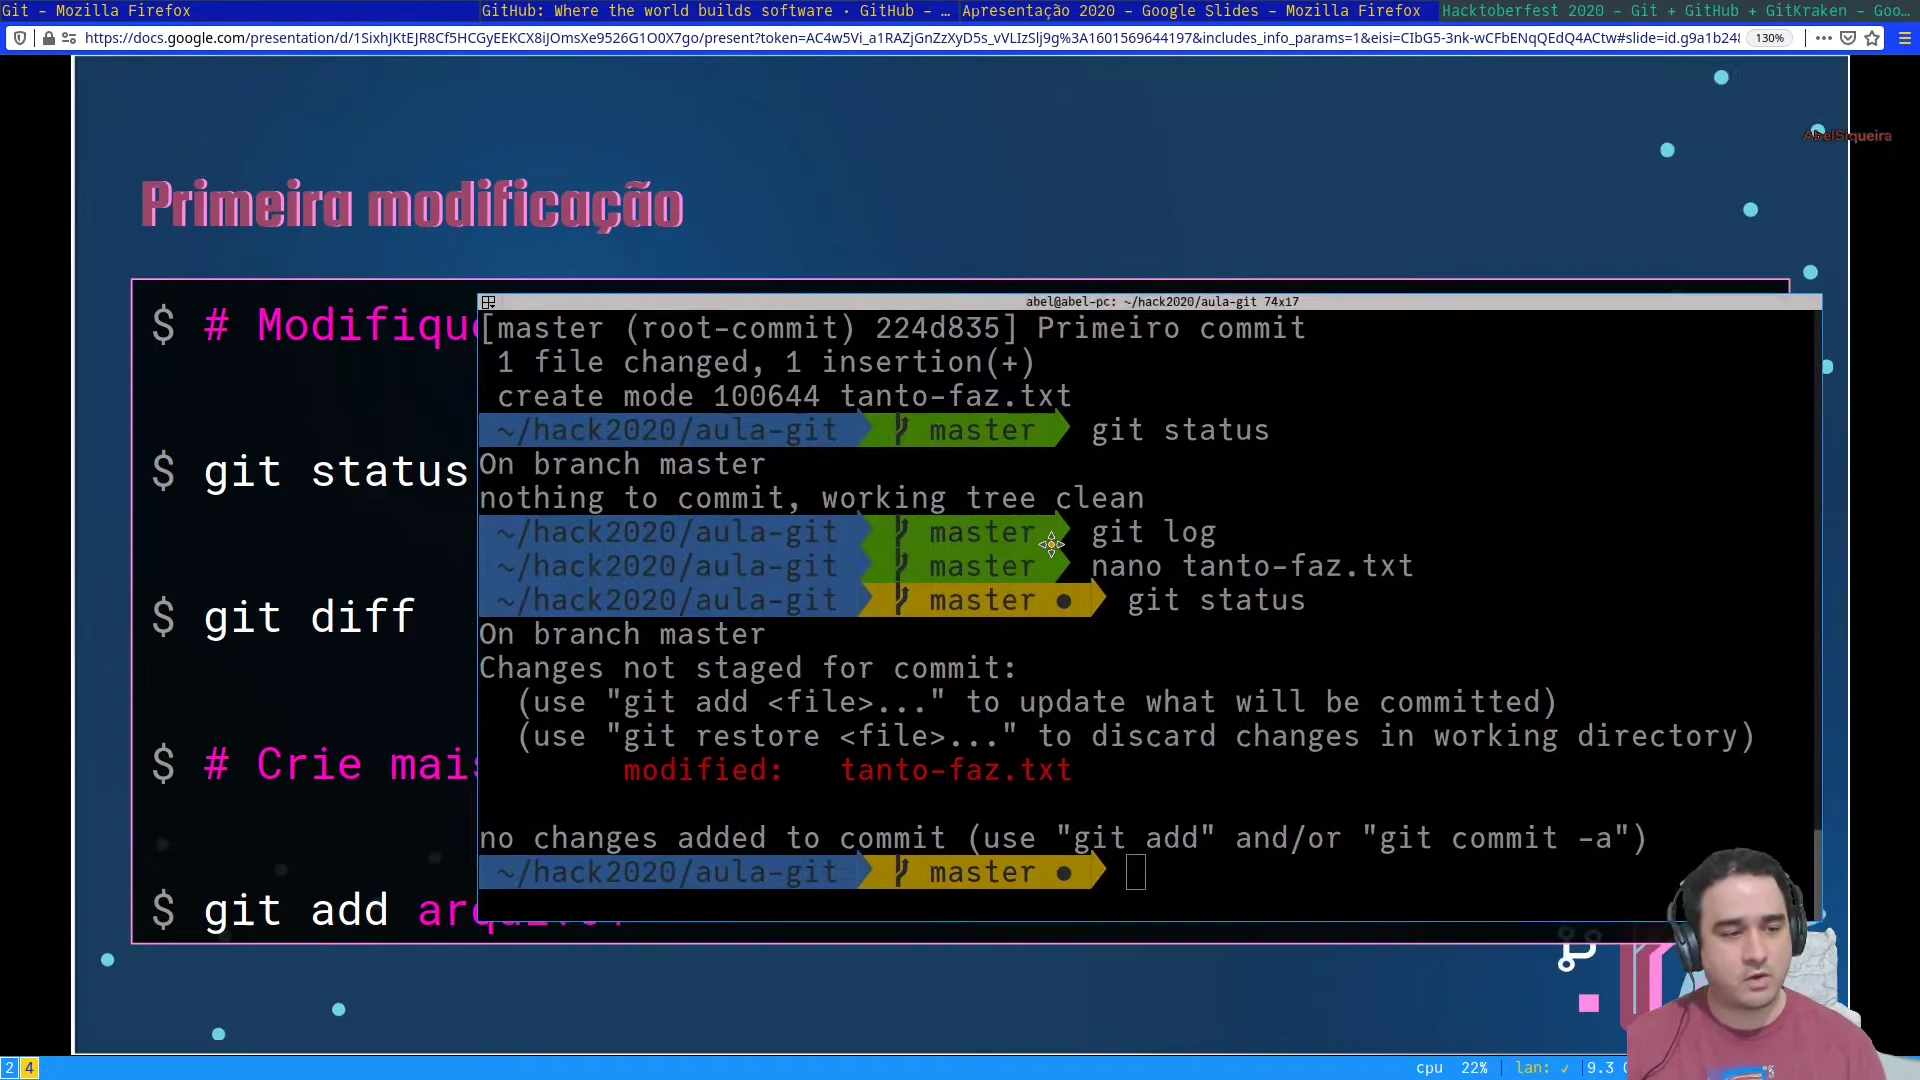 Git - Mozilla Firefox
GitHub: Where the world builds software · GitHub - …
Apresentação 2020 - Google Slides - Mozilla Firefox
Hacktoberfest 2020 - Git + GitHub + GitKraken - Goo…
https://docs.google.com/presentation/d/1SixhJKtEJR8Cf5HCGyEEKCX8iJOmsXe9526G1O0X7go/present?token=AC4w5Vi_a1RAZjGnZzXyD5s_vVLIzSlj9g%3A1601569644197&includes_info_params=1&eisi=CIbG5-3nk-wCFbENqQEdQ4ACtw#slide=id.g9a1b248
130%
AbelSiqueira
Primeira modificação
$ # Modifique
$ git status
$ git diff
$ # Crie mais
$ git add
abel@abel-pc: ~/hack2020/aula-git 74x17
[master (root-commit) 224d835] Primeiro commit
1 file changed, 1 insertion(+)
create mode 100644 tanto-faz.txt
~/hack2020/aula-git master git status
On branch master
nothing to commit, working tree clean
~/hack2020/aula-git master git log
~/hack2020/aula-git master nano tanto-faz.txt
~/hack2020/aula-git master ● git status
On branch master
Changes not staged for commit:
(use "git add <file>..." to update what will be committed)
(use "git restore <file>..." to discard changes in working directory)
modified: tanto-faz.txt
no changes added to commit (use "git add" and/or "git commit -a")
~/hack2020/aula-git master ●
2 4
cpu 22% lan: ✓ 9.3